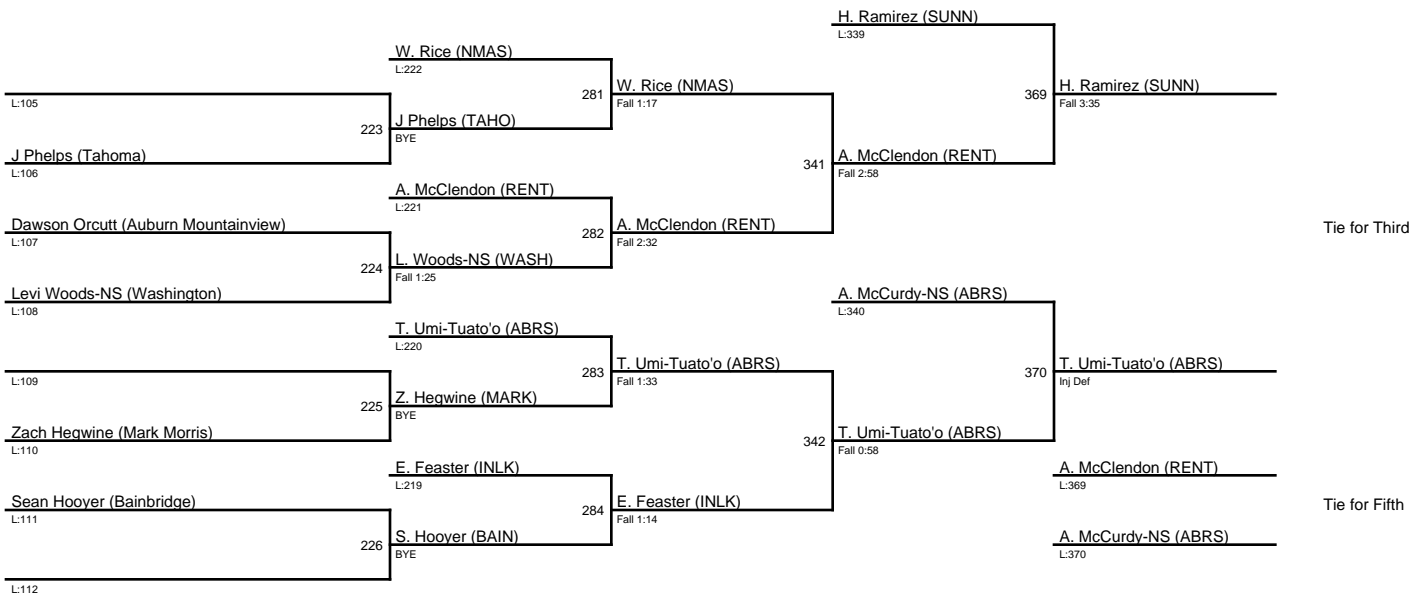 H. Ramirez (SUNN)
L:339
W. Rice (NMAS)
L:222
281
W. Rice (NMAS)
Fall 1:17
369
H. Ramirez (SUNN)
Fall 3:35
L:105
223
J Phelps (TAHO)
BYE
J Phelps (Tahoma)
L:106
341
A. McClendon (RENT)
Fall 2:58
A. McClendon (RENT)
L:221
Dawson Orcutt (Auburn Mountainview)
L:107
282
A. McClendon (RENT)
Fall 2:32
Tie for Third
224
L. Woods-NS (WASH)
Fall 1:25
Levi Woods-NS (Washington)
L:108
A. McCurdy-NS (ABRS)
L:340
T. Umi-Tuato'o (ABRS)
L:220
L:109
283
T. Umi-Tuato'o (ABRS)
Fall 1:33
370
T. Umi-Tuato'o (ABRS)
Inj Def
225
Z. Hegwine (MARK)
BYE
Zach Hegwine (Mark Morris)
L:110
342
T. Umi-Tuato'o (ABRS)
Fall 0:58
E. Feaster (INLK)
L:219
A. McClendon (RENT)
L:369
Sean Hooyer (Bainbridge)
L:111
284
E. Feaster (INLK)
Fall 1:14
Tie for Fifth
226
S. Hooyer (BAIN)
BYE
A. McCurdy-NS (ABRS)
L:370
L:112